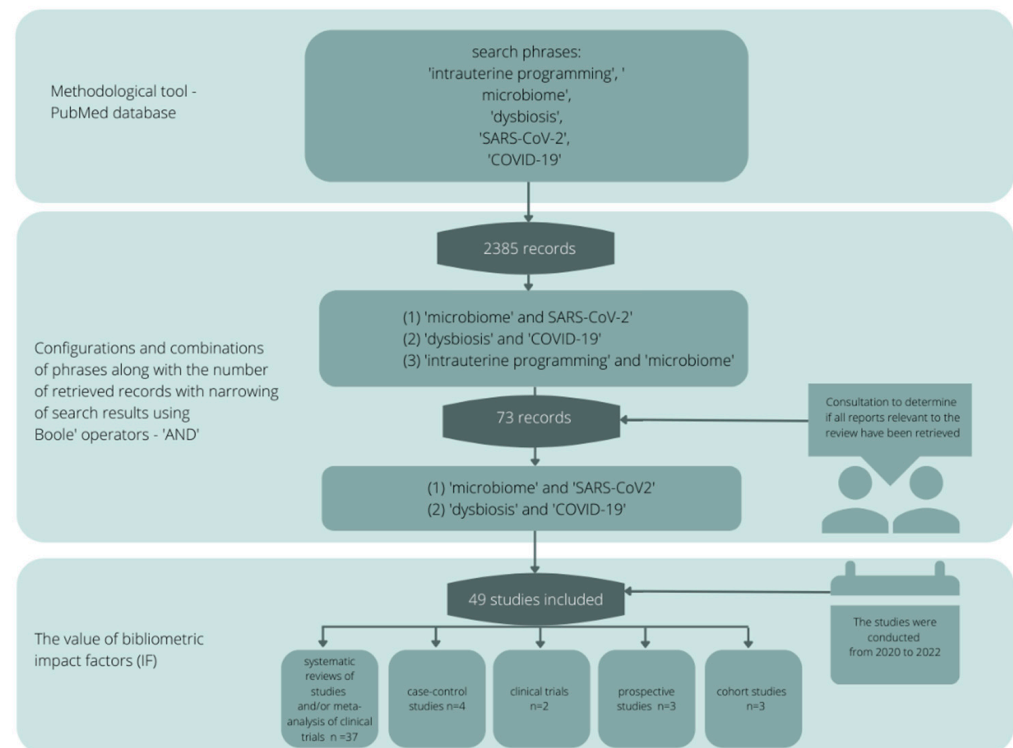 Methodological tool -
PubMed database
search phrases:
'intrauterine programming', '
microbiome',
'dysbiosis',
'SARS-CoV-2',
'COVID-19'
2385 records
Configurations and combinations
of phrases along with the number
of retrieved records with narrowing
of search results using
Boole' operators - 'AND'
(1) 'microbiome' and SARS-CoV-2'
(2) 'dysbiosis' and 'COVID-19'
(3) 'intrauterine programming' and 'microbiome'
73 records
Consultation to determine
if all reports relevant to the
review have been retrieved
(1) 'microbiome' and 'SARS-CoV2'
(2) 'dysbiosis' and 'COVID-19'
49 studies included
The value of bibliometric
impact factors (IF)
The studies were
conducted
from 2020 to 2022
systematic
reviews of
studies
and/or meta-
analysis of clinical
trials n =37
case-control
studies n=4
clinical trials
n=2
prospective
studies n=3
cohort studies
n=3